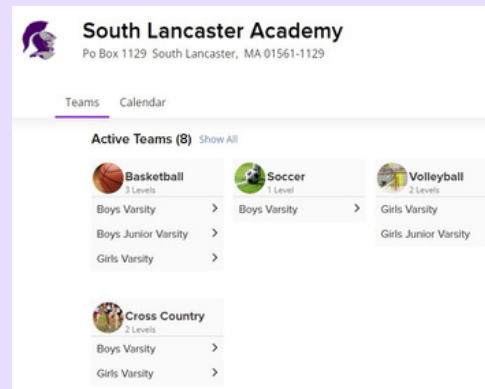 South Lancaster Academy
Po Box 1129 South Lancaster, MA 01561-1129
Teams Calendar
Active Teams (8) Show All
Basketball
3 Levels
Boys Varsity
Boys Junior Varsity
Girls Varsity
Soccer
1 Level
Boys Varsity
Volleyball
2 Levels
Girls Varsity
Girls Junior Varsity
Cross Country
2 Levels
Boys Varsity
Girls Varsity